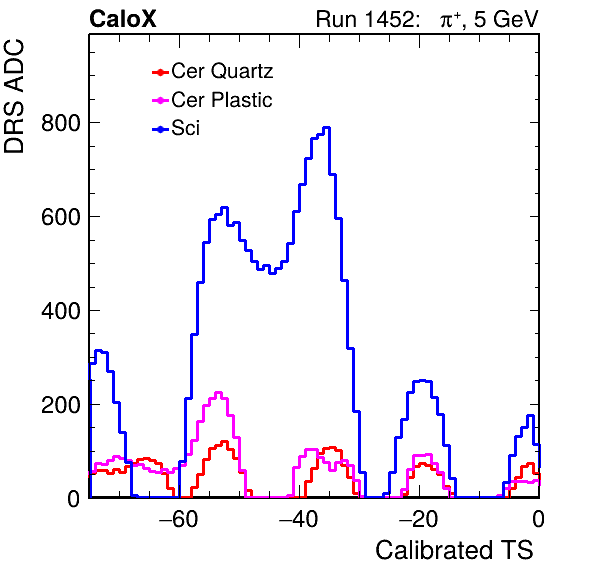 CaloX Run 1452: π⁺, 5 GeV
DRS ADC
Cer Quartz
Cer Plastic
Sci
800
600
400
200
0
−60 −40 −20 0
Calibrated TS